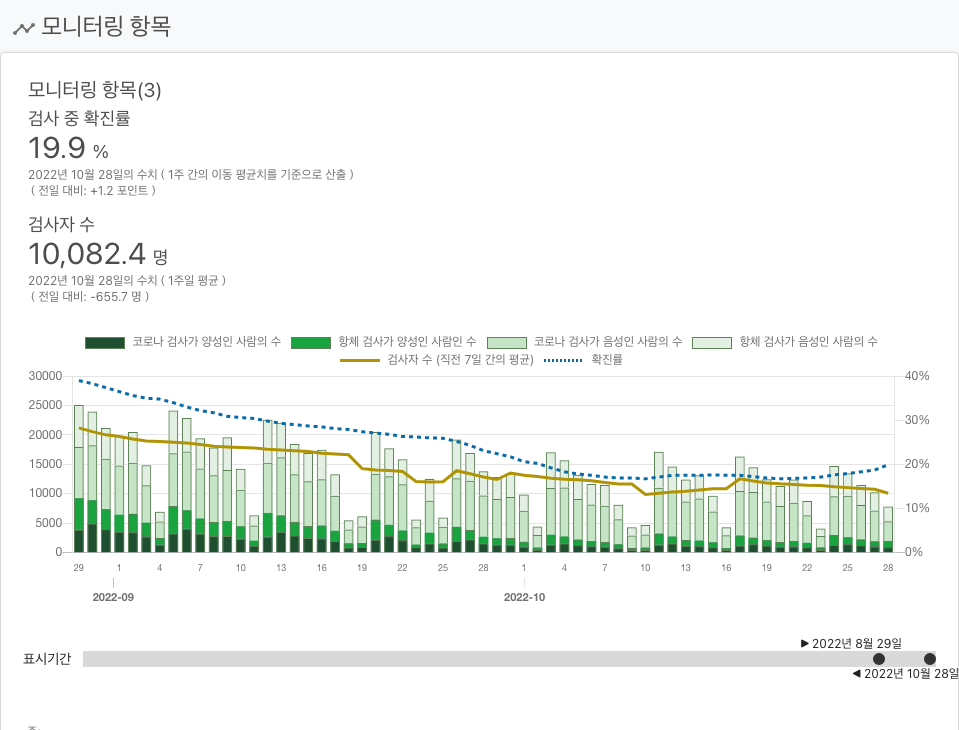 모니터링 항목
모니터링 항목(3)
검사 중 확진률
19.9 %
2022년 10월 28일의 수치 ( 1주 간의 이동 평균치를 기준으로 산출 )
( 전일 대비: +1.2 포인트 )
검사자 수
10,082.4 명
2022년 10월 28일의 수치 ( 1주일 평균 )
( 전일 대비: -655.7 명 )
코로나 검사가 양성인 사람의 수 항체 검사가 양성인 사람인 수 코로나 검사가 음성인 사람의 수 항체 검사가 음성인 사람의 수
검사자 수 (직전 7일 간의 평균) 확진률
30000 40%
25000
20000 30%
15000 20%
10000
5000 10%
0 0%
29 1 4 7 10 13 16 19 22 25 28 1 4 7 10 13 16 19 22 25 28
2022-09 2022-10
▶ 2022년 8월 29일
표시기간
◀ 2022년 10월 28일